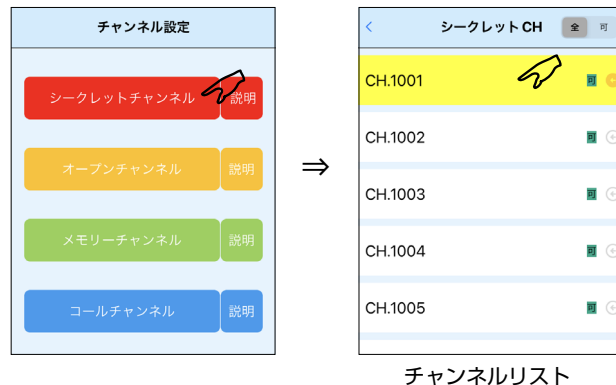 チャンネル設定
シークレットチャンネル 説明
オープンチャンネル 説明
メモリーチャンネル 説明
コールチャンネル 説明
⇒
シークレット CH 全 可
CH.1001 可
CH.1002 可
CH.1003 可
CH.1004 可
CH.1005 可
チャンネルリスト